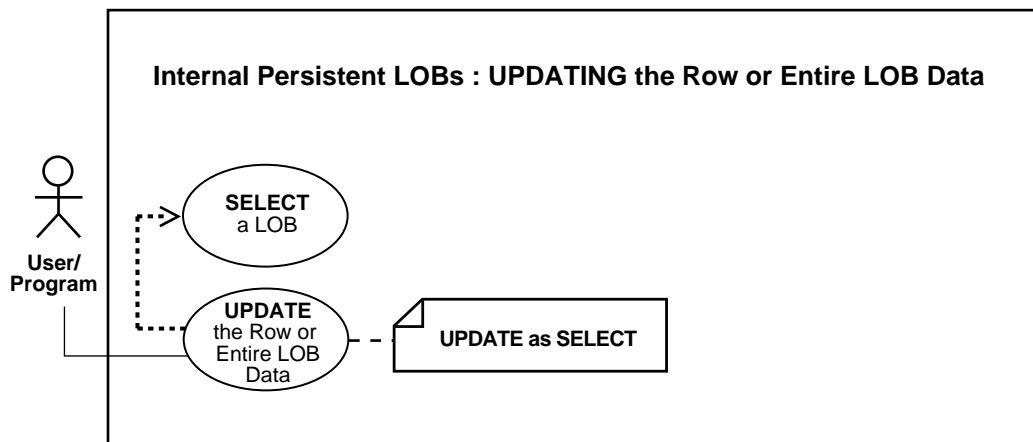 Internal Persistent LOBs : UPDATING the Row or Entire LOB Data
SELECT
a LOB
User/
Program
UPDATE
the Row or
Entire LOB
Data
UPDATE as SELECT